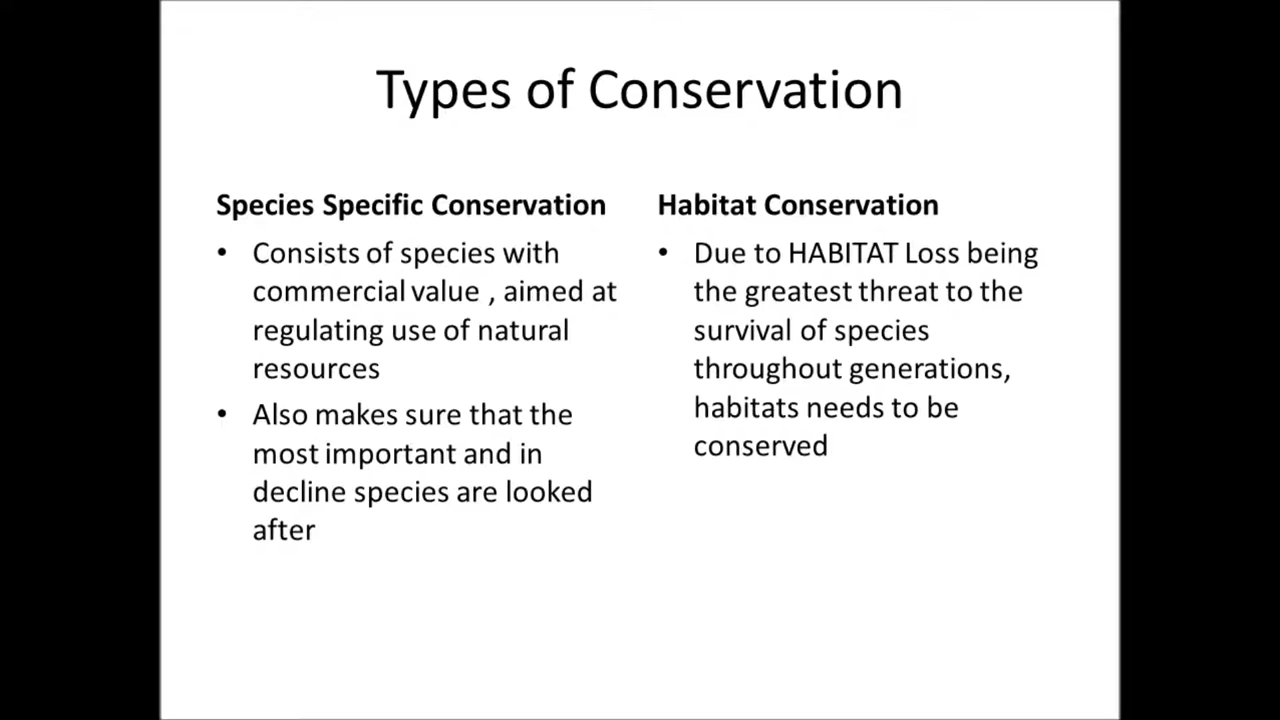 Types of Conservation
Species Specific Conservation
• Consists of species with
commercial value , aimed at
regulating use of natural
resources
• Also makes sure that the
most important and in
decline species are looked
after
Habitat Conservation
• Due to HABITAT Loss being
the greatest threat to the
survival of species
throughout generations,
habitats needs to be
conserved